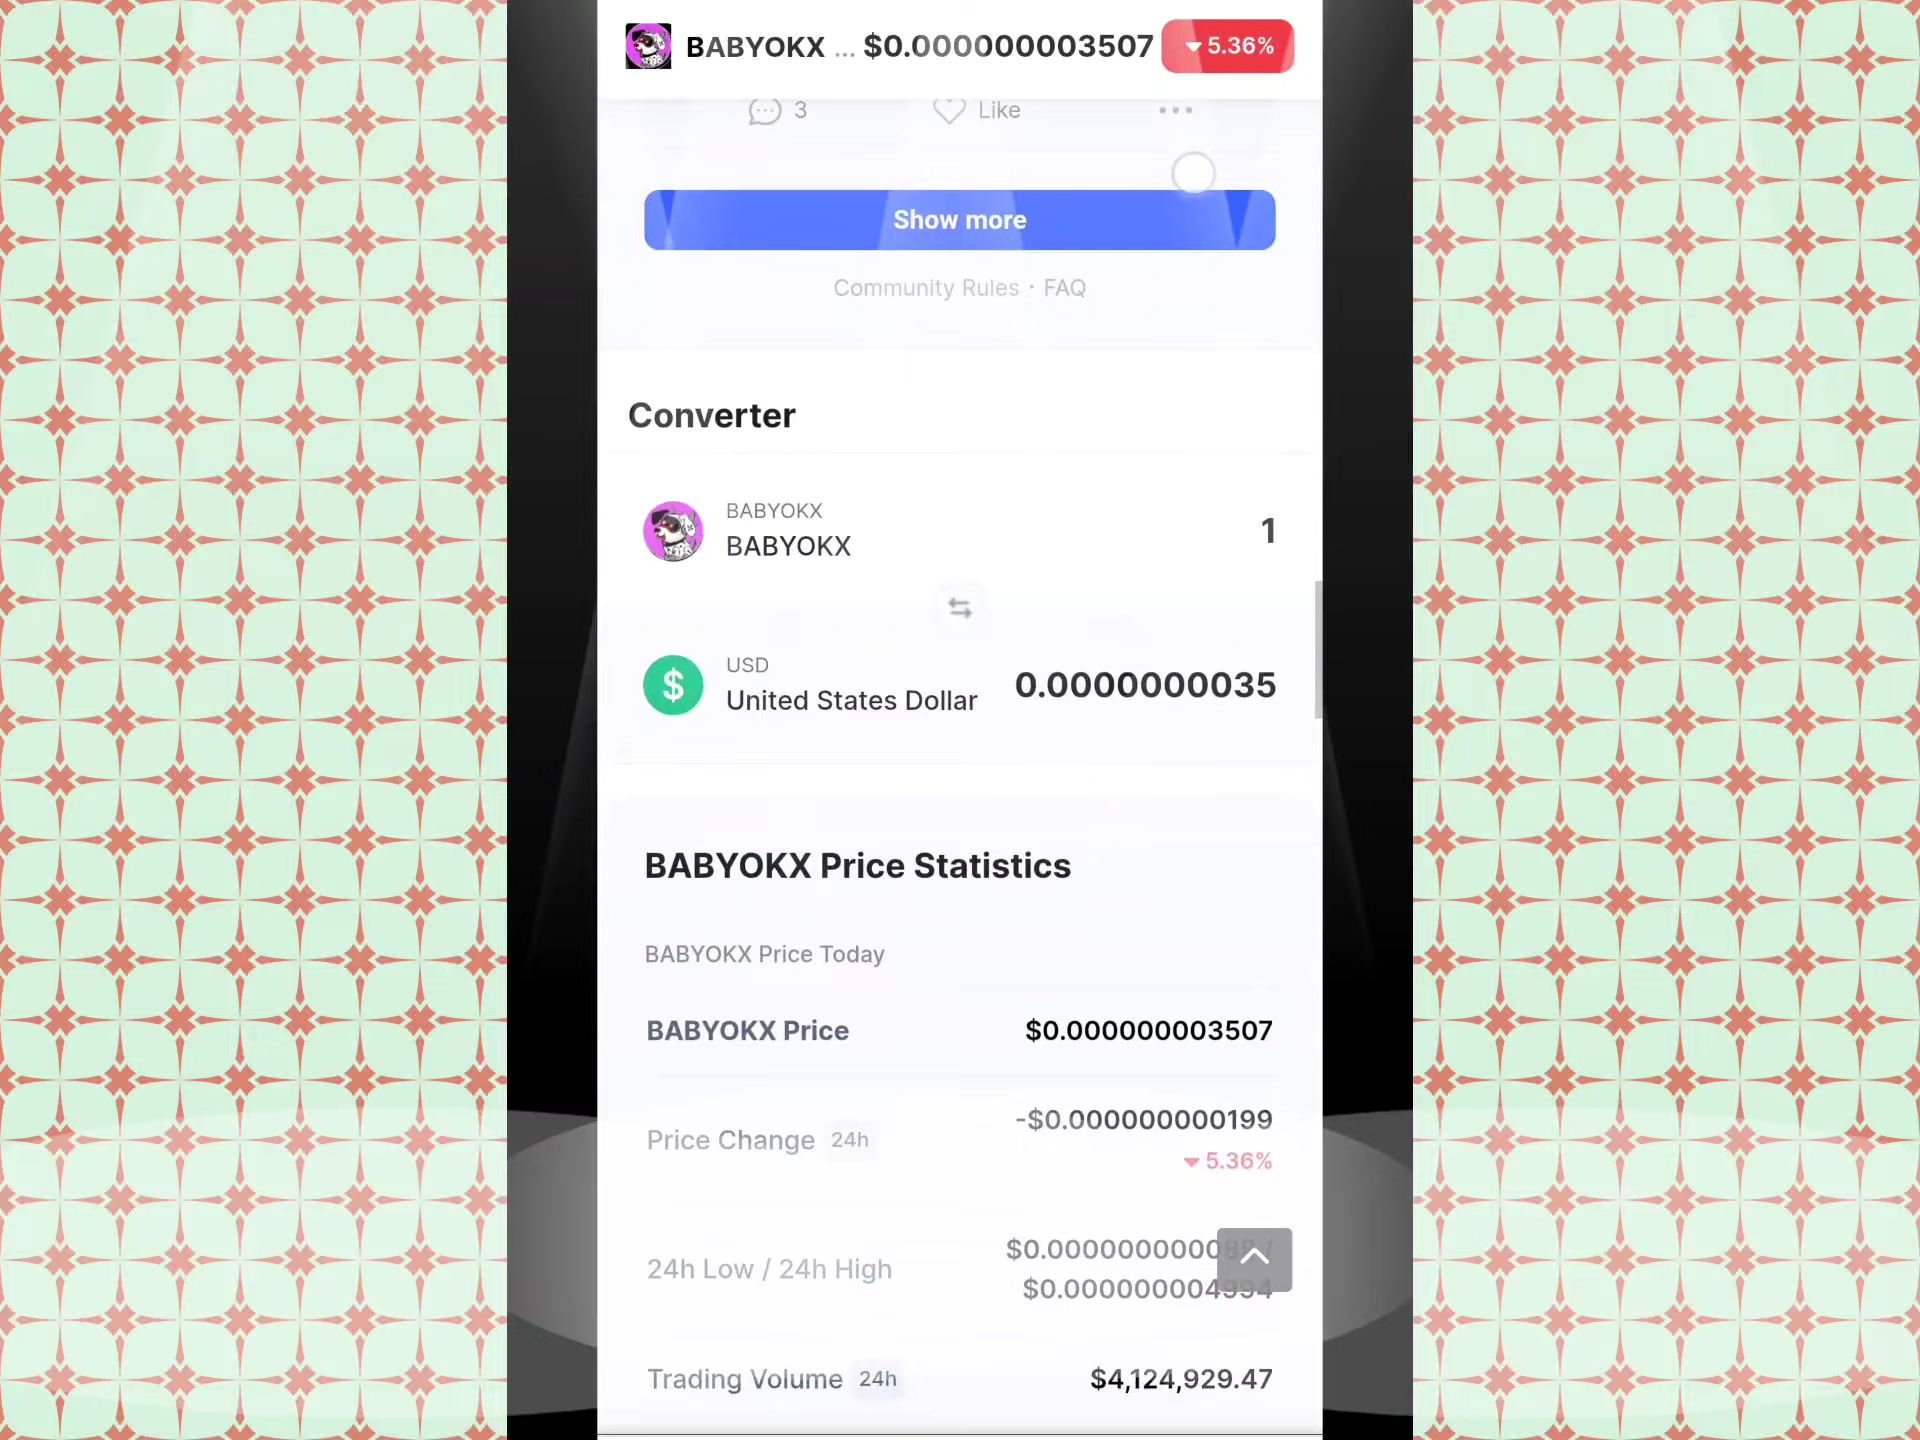 BABYOKX ... $0.000000003507 5.36%
3 Like
Show more
Community Rules • FAQ
Converter
BABYOKX
BABYOKX
1
USD
United States Dollar
0.0000000035
BABYOKX Price Statistics
BABYOKX Price Today
BABYOKX Price $0.000000003507
Price Change 24h -$0.000000000199
5.36%
24h Low / 24h High
Trading Volume 24h $4,124,929.47